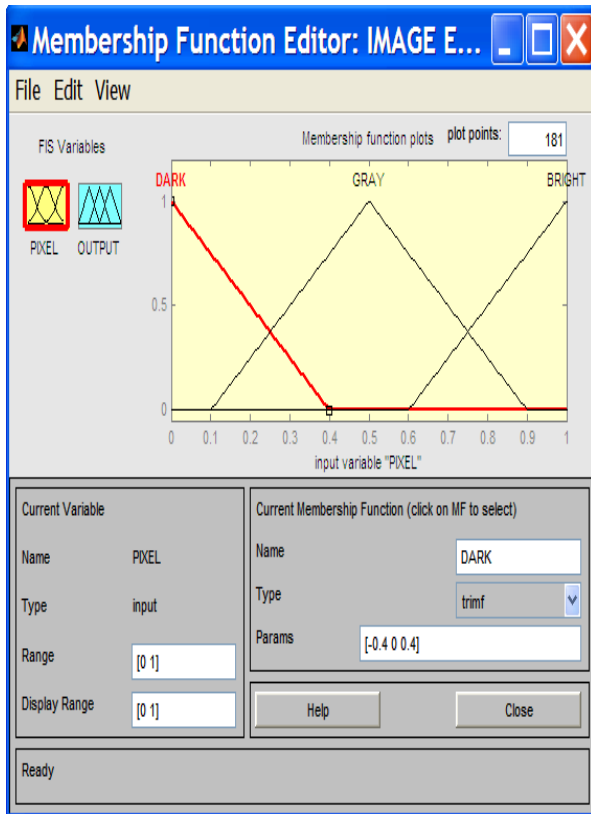 Membership Function Editor: IMAGE E...
File Edit View
FIS Variables
Membership function plots plot points: 181
DARK GRAY BRIGHT
PIXEL OUTPUT
1
0.5
0
0 0.1 0.2 0.3 0.4 0.5 0.6 0.7 0.8 0.9 1
input variable "PIXEL"
Current Variable
Name PIXEL
Type input
Range [0 1]
Display Range [0 1]
Current Membership Function (click on MF to select)
Name DARK
Type trimf
Params [-0.4 0 0.4]
Help Close
Ready